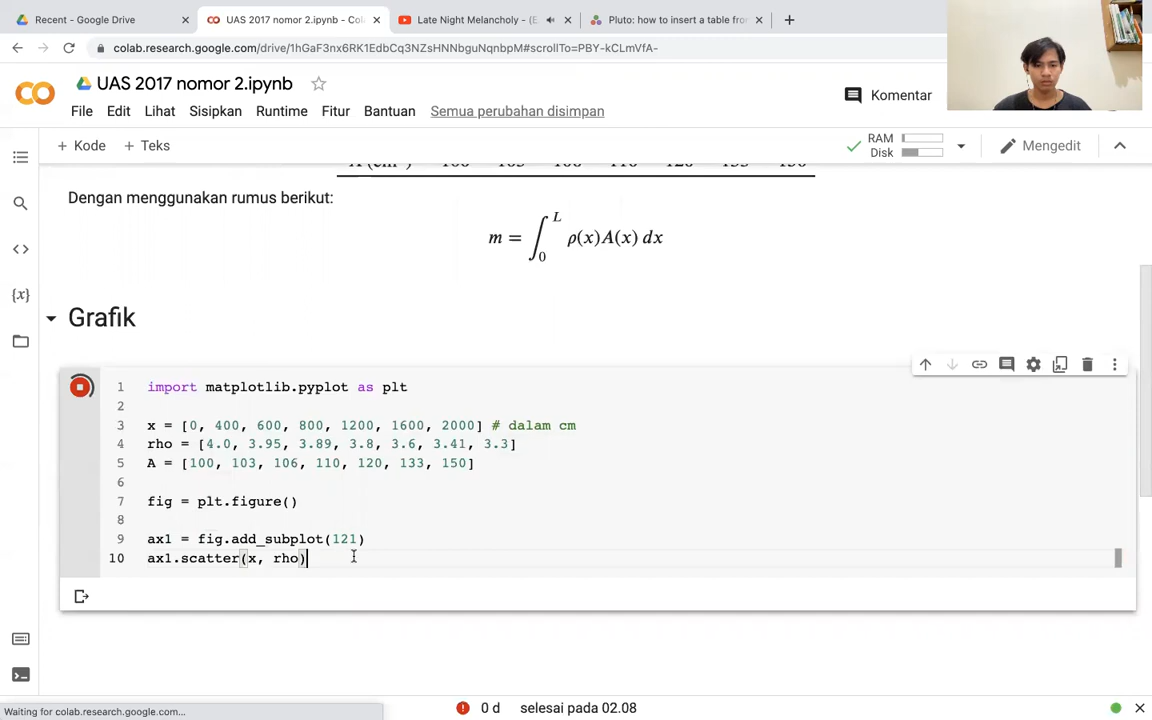 Recent - Google Drive
UAS 2017 nomor 2.ipynb - Col
Late Night Melancholy - (E
Pluto: how to insert a table from
colab.research.google.com/drive/1hGaF3nx6RK1EdbCq3NZsHNNbguNqnbpM#scrollTo=PBY-kCLmVfA-
UAS 2017 nomor 2.ipynb
File Edit Lihat Sisipkan Runtime Fitur Bantuan Semua perubahan disimpan
Komentar
+ Kode + Teks
RAM
Disk
Mengedit
Dengan menggunakan rumus berikut:
m = ∫₀ᴸ ρ(x)A(x) dx
Grafik
1 import matplotlib.pyplot as plt
2
3 x = [0, 400, 600, 800, 1200, 1600, 2000] # dalam cm
4 rho = [4.0, 3.95, 3.89, 3.8, 3.6, 3.41, 3.3]
5 A = [100, 103, 106, 110, 120, 133, 150]
6
7 fig = plt.figure()
8
9 ax1 = fig.add_subplot(121)
10 ax1.scatter(x, rho)
Waiting for colab.research.google.com...
0 d selesai pada 02.08